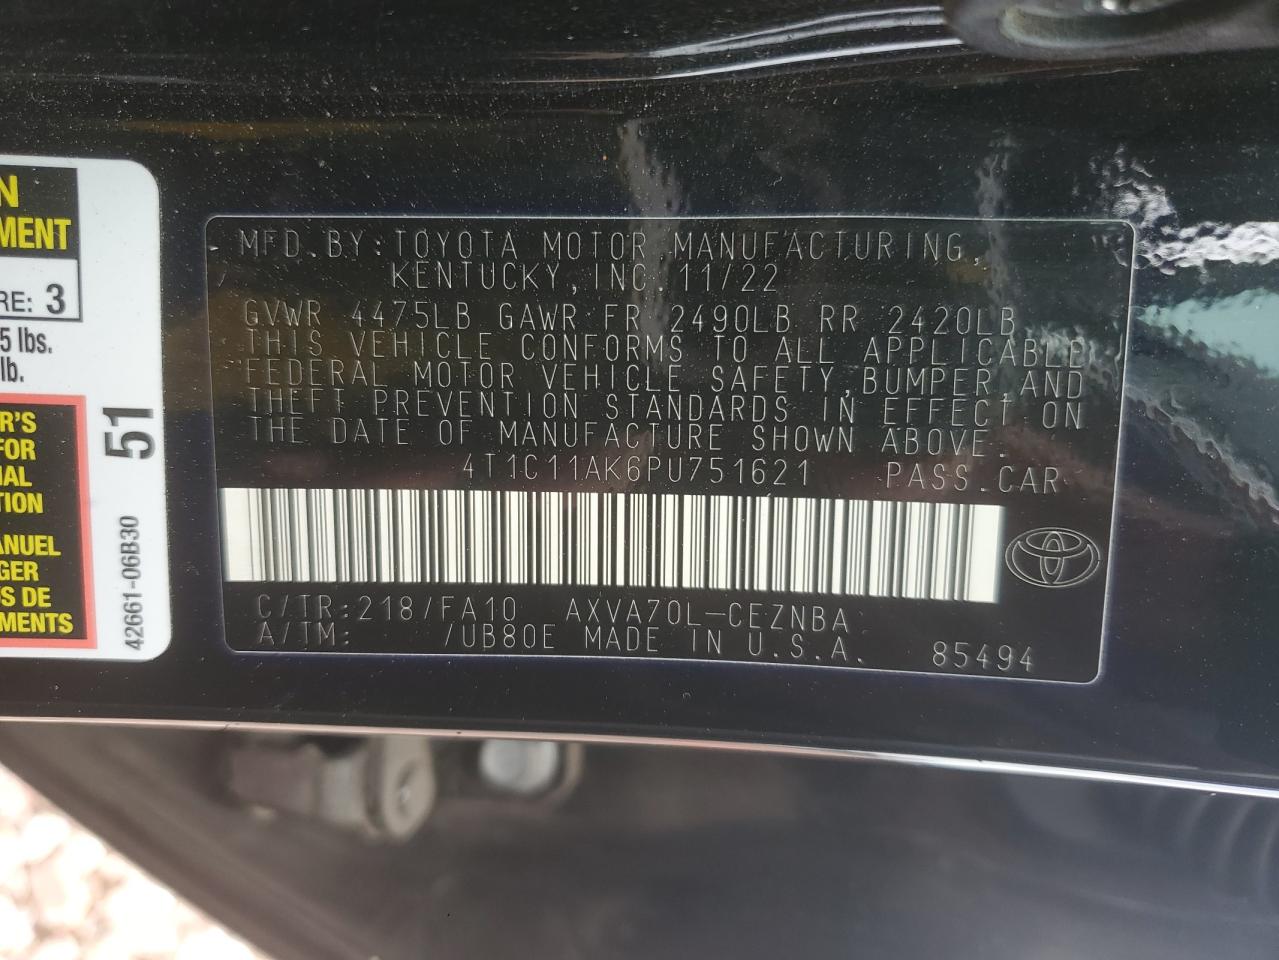 MFD.BY:TOYOTA MOTOR MANUFACTURING,
KENTUCKY,INC. 11/22
GVWR 4475LB GAWR FR 2490LB RR 2420LB
THIS VEHICLE CONFORMS TO ALL APPLICABLE
FEDERAL MOTOR VEHICLE SAFETY,BUMPER,AND
THEFT PREVENTION STANDARDS IN EFFECT ON
THE DATE OF MANUFACTURE SHOWN ABOVE.
4T1C11AK6PU751621 PASS.CAR
C/TR:218/FA10 AXVA70L-CEZNBA
A/TM: /UB80E MADE IN U.S.A. 85494
N
MENT
RE: 3
5 lbs.
lb.
R'S
FOR
NAL
TION
ANUEL
GER
S DE
MENTS
51
42661-06B30